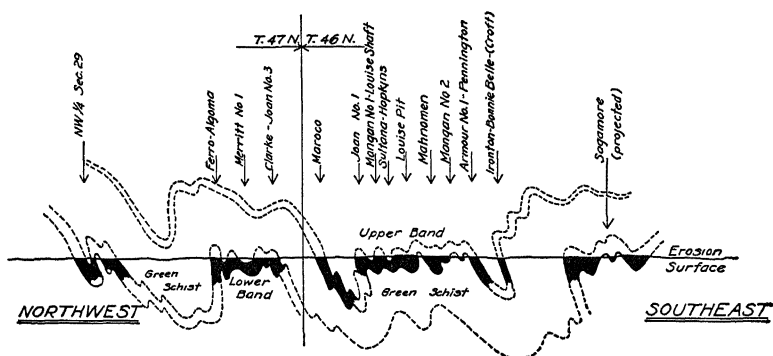 T. 47 N. T. 46 N.
NW ¼ Sec. 29
Ferro-Algoma
Merritt No 1
Clarke - Joan No. 3
Maroco
Joan No. 1
Mangan No 1-Louise Shaft
Sultana-Hopkins
Louise Pit
Mahnomen
Mangan No 2
Armour No. 1 - Pennington
Ironton-Bonnie Belle-(Croft)
Sagamore
(projected)
Upper Band
Erosion
Surface
Green
Schist
Lower
Band
Green Schist
NORTHWEST
SOUTHEAST